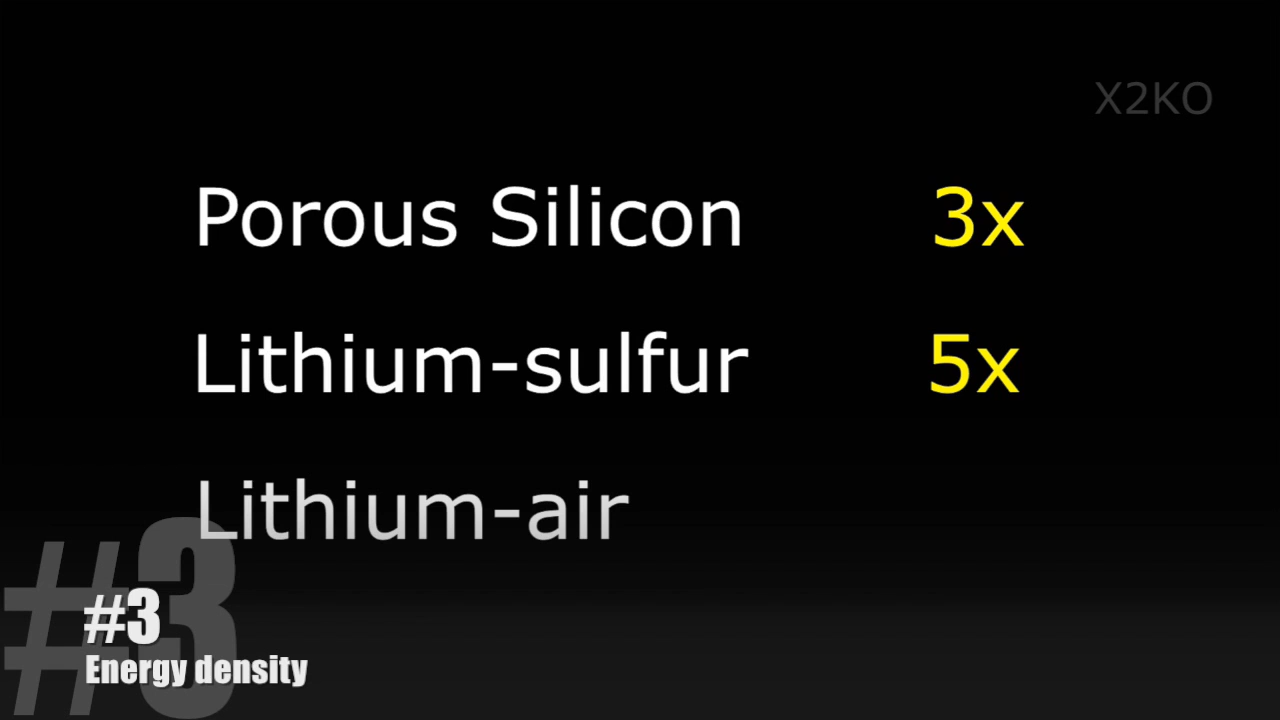 X2KO
Porous Silicon 3x
Lithium-sulfur 5x
Lithium-air
#3
#3
Energy density